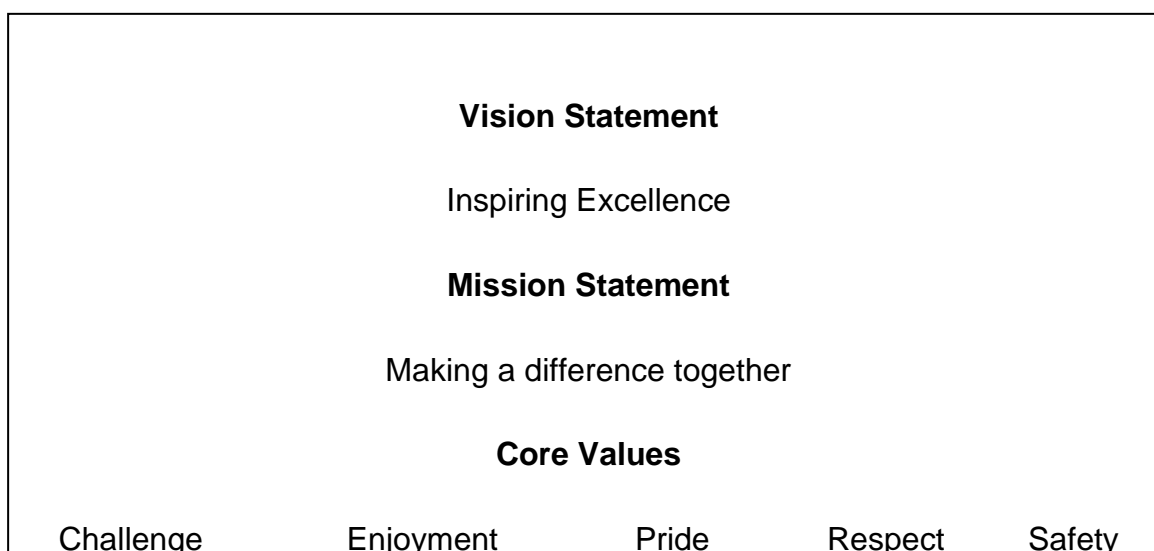 Vision Statement
Inspiring Excellence
Mission Statement
Making a difference together
Core Values
Challenge Enjoyment Pride Respect Safety